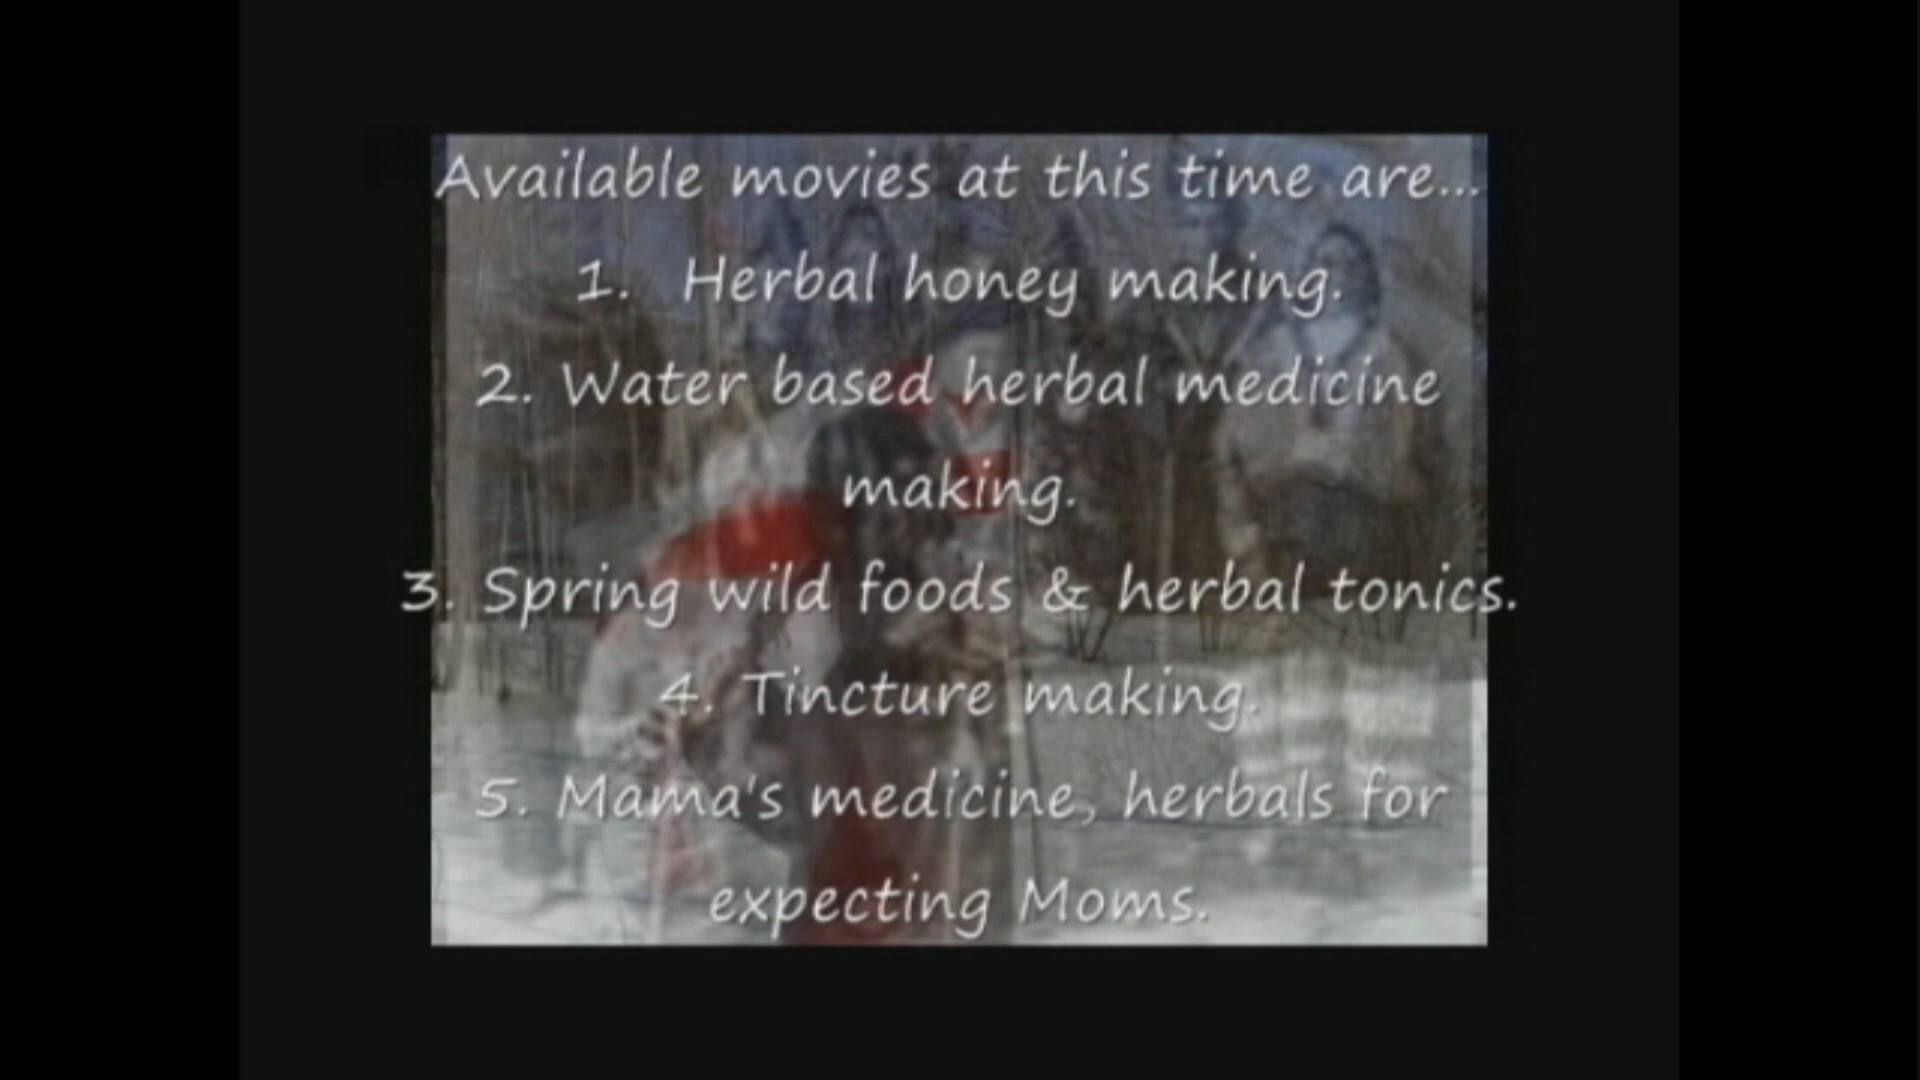 Available movies at this time are...
1. Herbal honey making.
2. Water based herbal medicine
making.
3. Spring wild foods & herbal tonics.
4. Tincture making.
5. Mama's medicine, herbals for
expecting Moms.